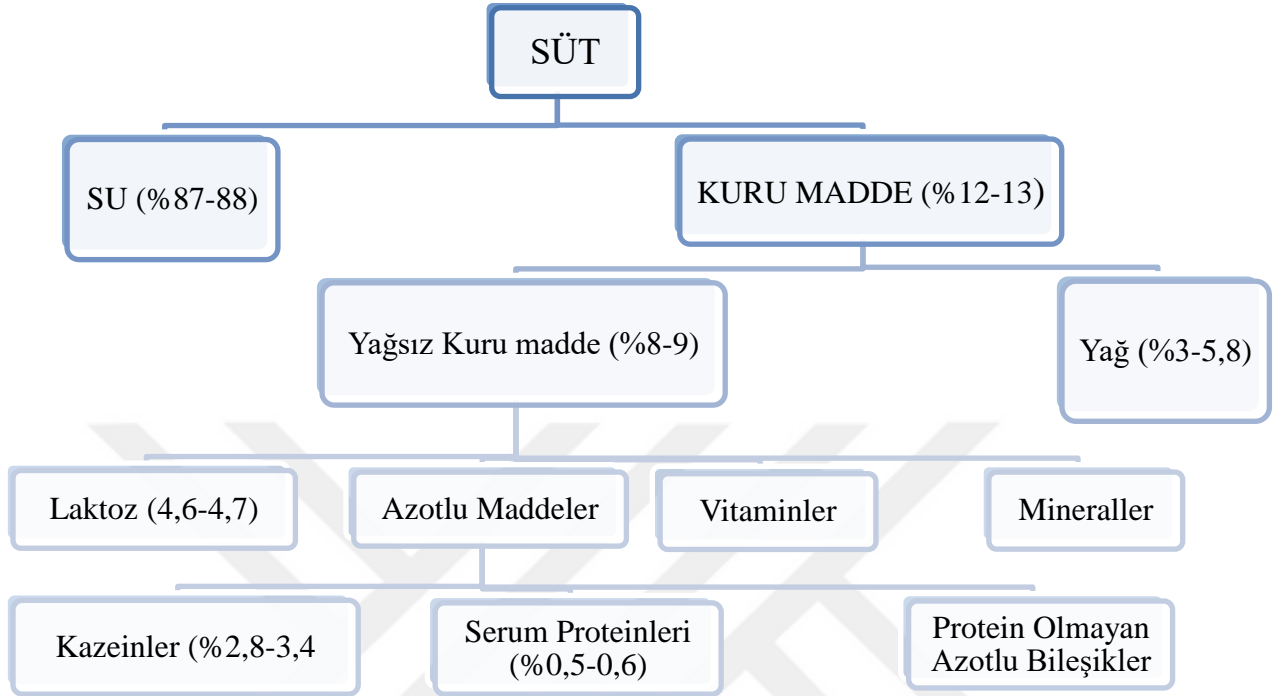 SÜT
SU (%87-88)
KURU MADDE (%12-13)
Yağsız Kuru madde (%8-9)
Yağ (%3-5,8)
Laktoz (4,6-4,7)
Azotlu Maddeler
Vitaminler
Mineraller
Kazeinler (%2,8-3,4
Serum Proteinleri
(%0,5-0,6)
Protein Olmayan
Azotlu Bileşikler